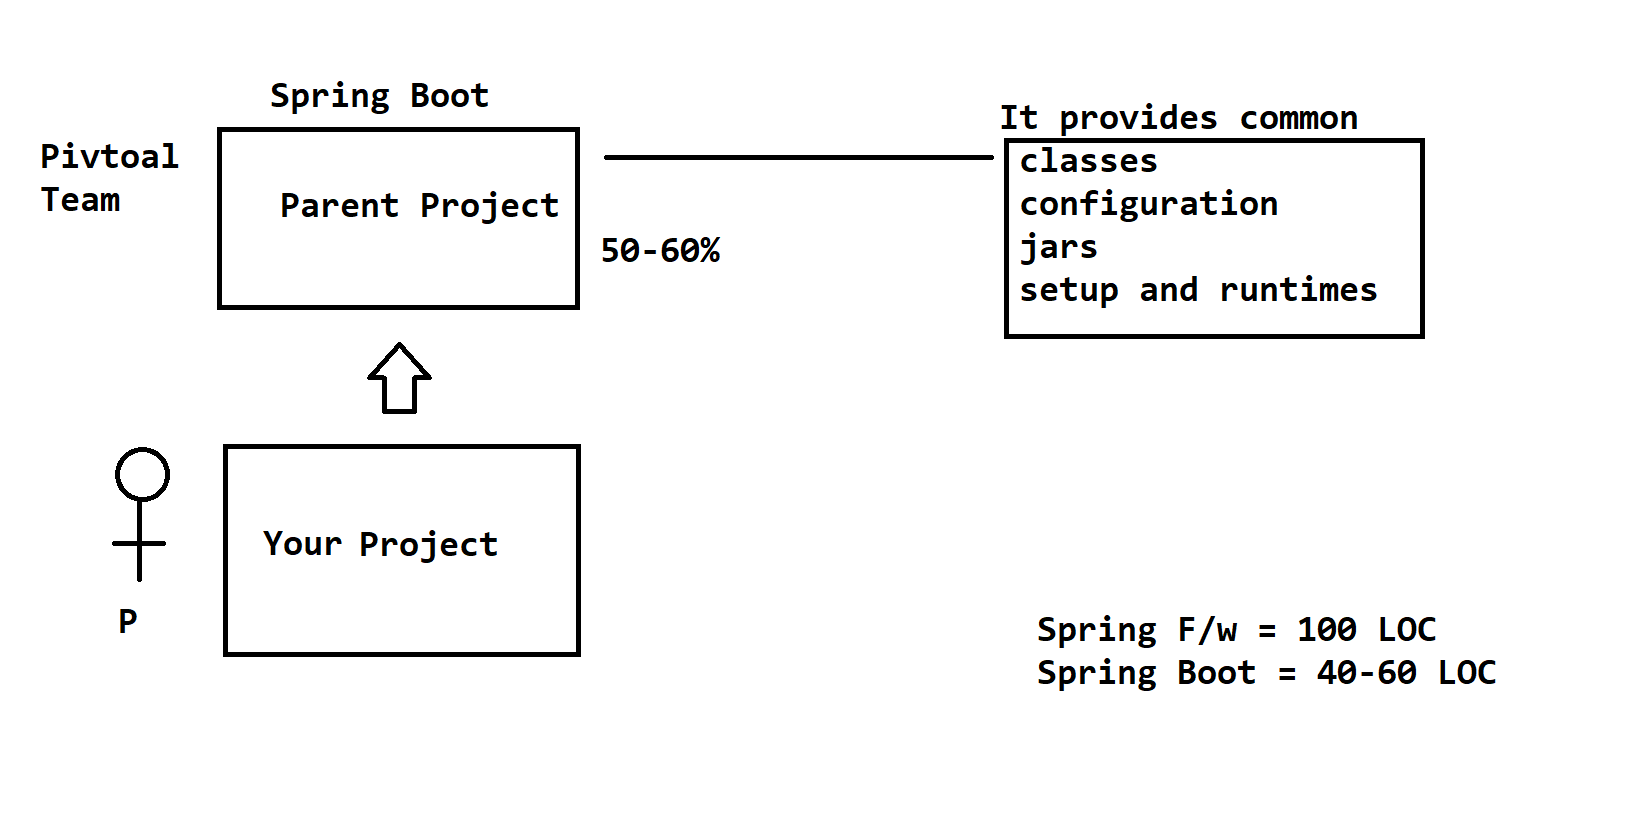 Spring Boot
Pivtoal
Team
Parent Project
50-60%
It provides common
classes
configuration
jars
setup and runtimes
Your Project
P
Spring F/w = 100 LOC
Spring Boot = 40-60 LOC